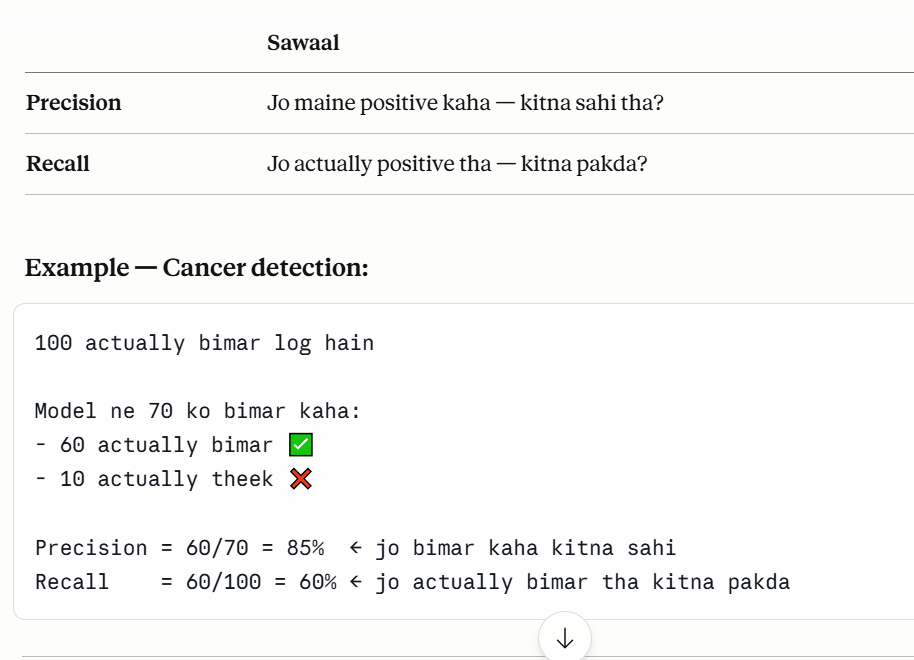 Sawaal
Precision Jo maine positive kaha — kitna sahi tha?
Recall Jo actually positive tha — kitna pakda?
Example — Cancer detection:
100 actually bimar log hain
Model ne 70 ko bimar kaha:
- 60 actually bimar ✅
- 10 actually theek ❌
Precision = 60/70 = 85% ← jo bimar kaha kitna sahi
Recall = 60/100 = 60% ← jo actually bimar tha kitna pakda